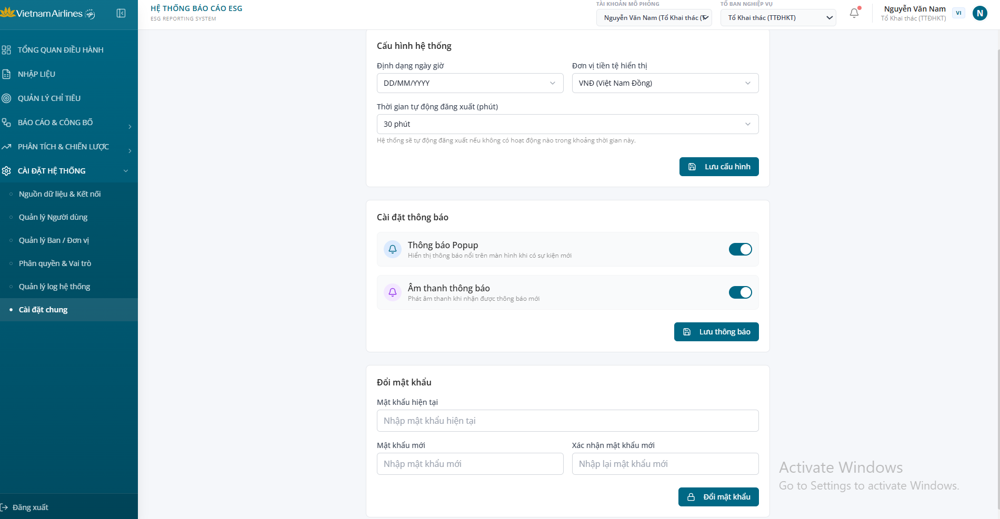 Vietnam Airlines
HỆ THỐNG BÁO CÁO ESG
ESG REPORTING SYSTEM
TÀI KHOẢN MÔ PHỎNG
Nguyễn Văn Nam (Tổ Khai thác (T
TỔ BAN NGHIỆP VỤ
Tổ Khai thác (TTĐHKT)
Nguyễn Văn Nam
Tổ Khai thác (TTĐHKT)
VI
N
TỔNG QUAN ĐIỀU HÀNH
NHẬP LIỆU
QUẢN LÝ CHỈ TIÊU
BÁO CÁO & CÔNG BỐ
PHÂN TÍCH & CHIẾN LƯỢC
CÀI ĐẶT HỆ THỐNG
Nguồn dữ liệu & Kết nối
Quản lý Người dùng
Quản lý Ban / Đơn vị
Phân quyền & Vai trò
Quản lý log hệ thống
Cài đặt chung
Đăng xuất
Cấu hình hệ thống
Định dạng ngày giờ
DD/MM/YYYY
Đơn vị tiền tệ hiển thị
VNĐ (Việt Nam Đồng)
Thời gian tự động đăng xuất (phút)
30 phút
Hệ thống sẽ tự động đăng xuất nếu không có hoạt động nào trong khoảng thời gian này.
Lưu cấu hình
Cài đặt thông báo
Thông báo Popup
Hiển thị thông báo nổi trên màn hình khi có sự kiện mới
Âm thanh thông báo
Phát âm thanh khi nhận được thông báo mới
Lưu thông báo
Đổi mật khẩu
Mật khẩu hiện tại
Nhập mật khẩu hiện tại
Mật khẩu mới
Nhập mật khẩu mới
Xác nhận mật khẩu mới
Nhập lại mật khẩu mới
Đổi mật khẩu
Activate Windows
Go to Settings to activate Windows.